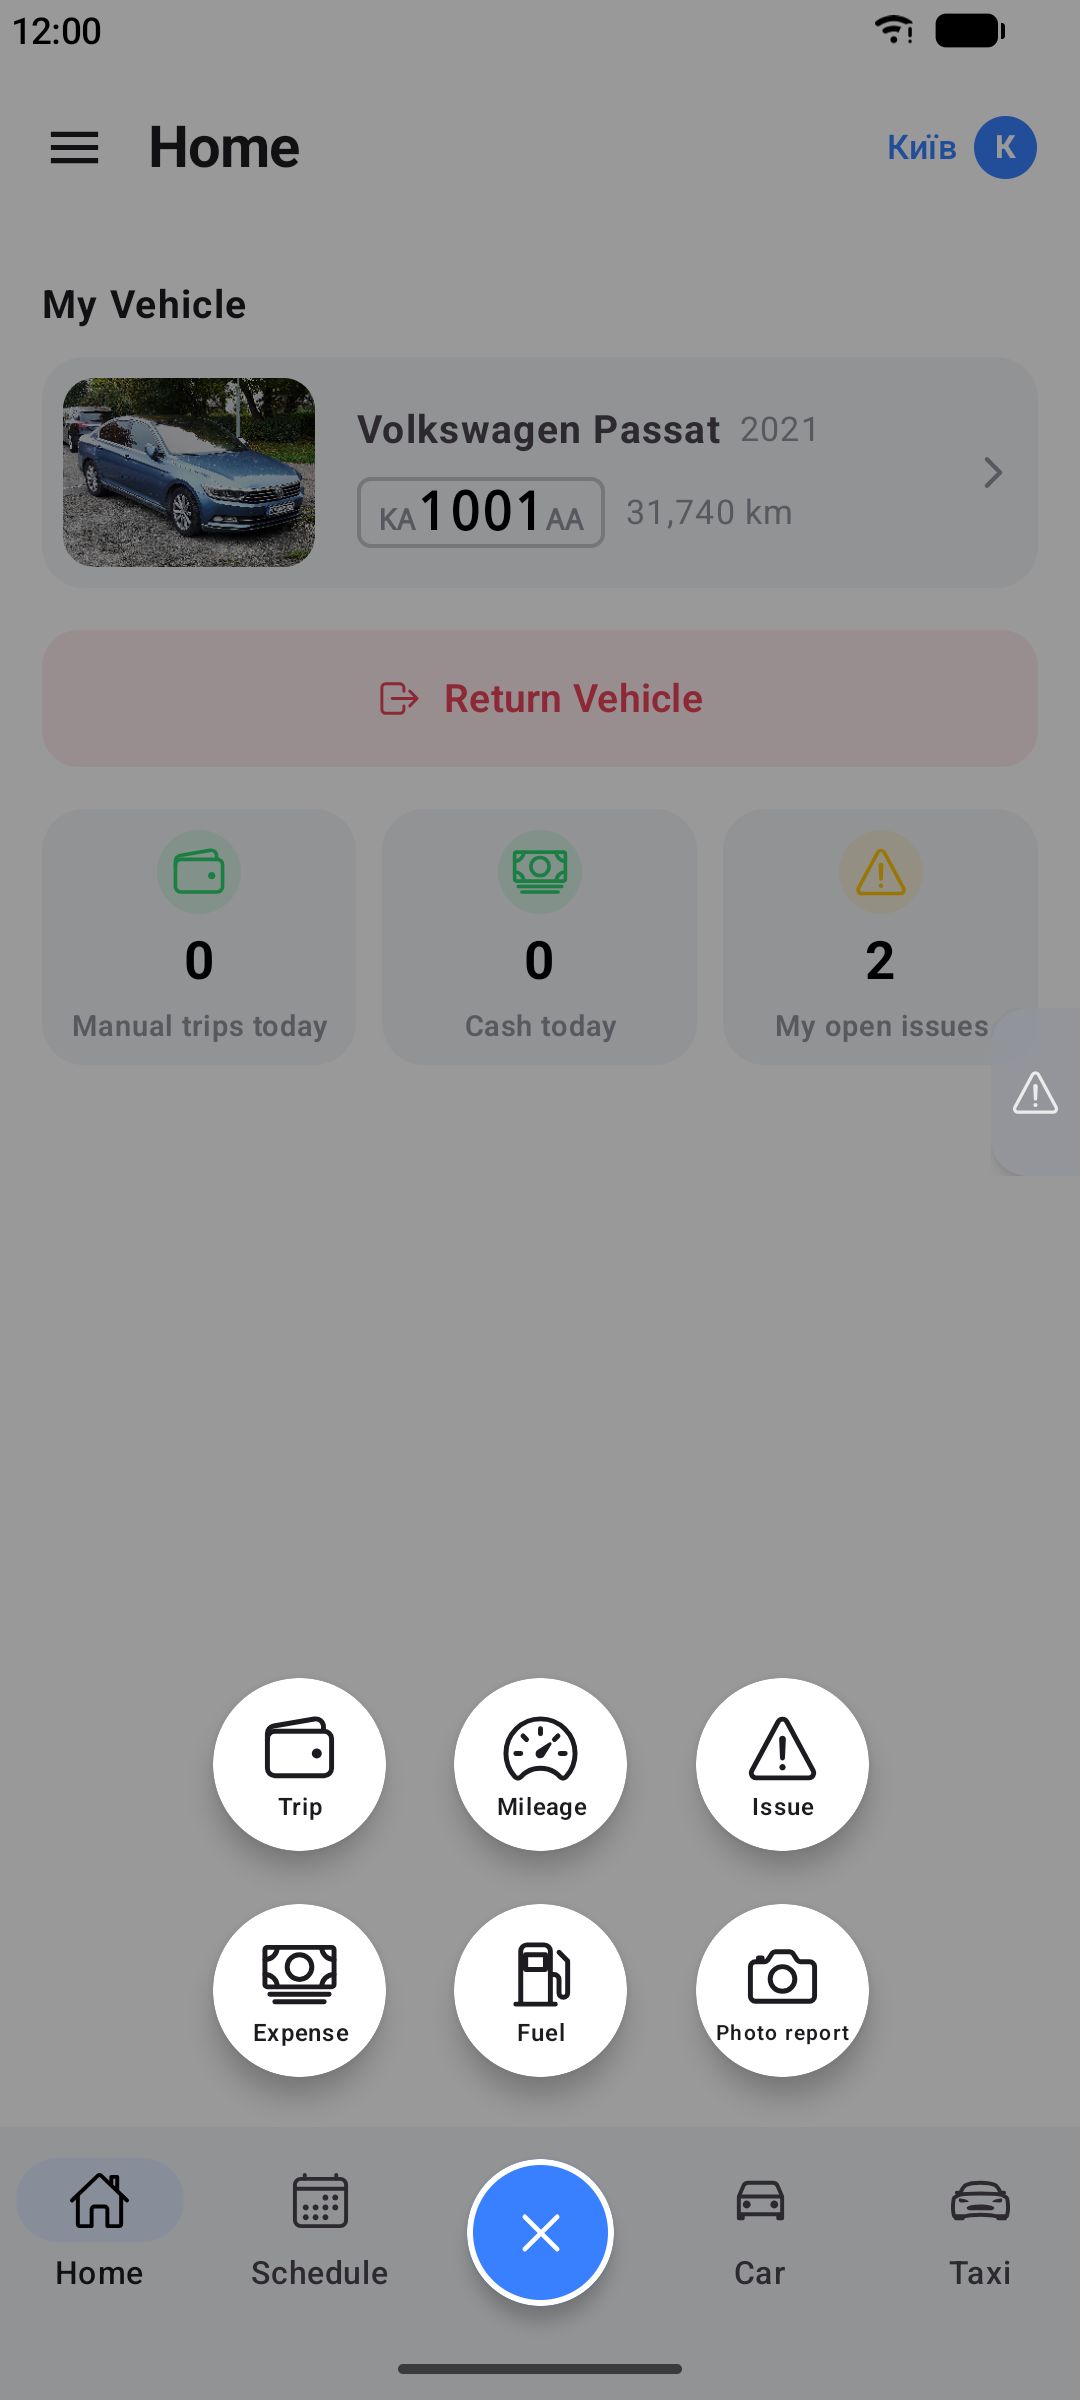 12:00
Home
Київ K
My Vehicle
Volkswagen Passat 2021
KA 1001 AA 31,740 km
Return Vehicle
0 0 2
Manual trips today Cash today My open issues
Trip Mileage Issue
Expense Fuel Photo report
Home Schedule Car Taxi